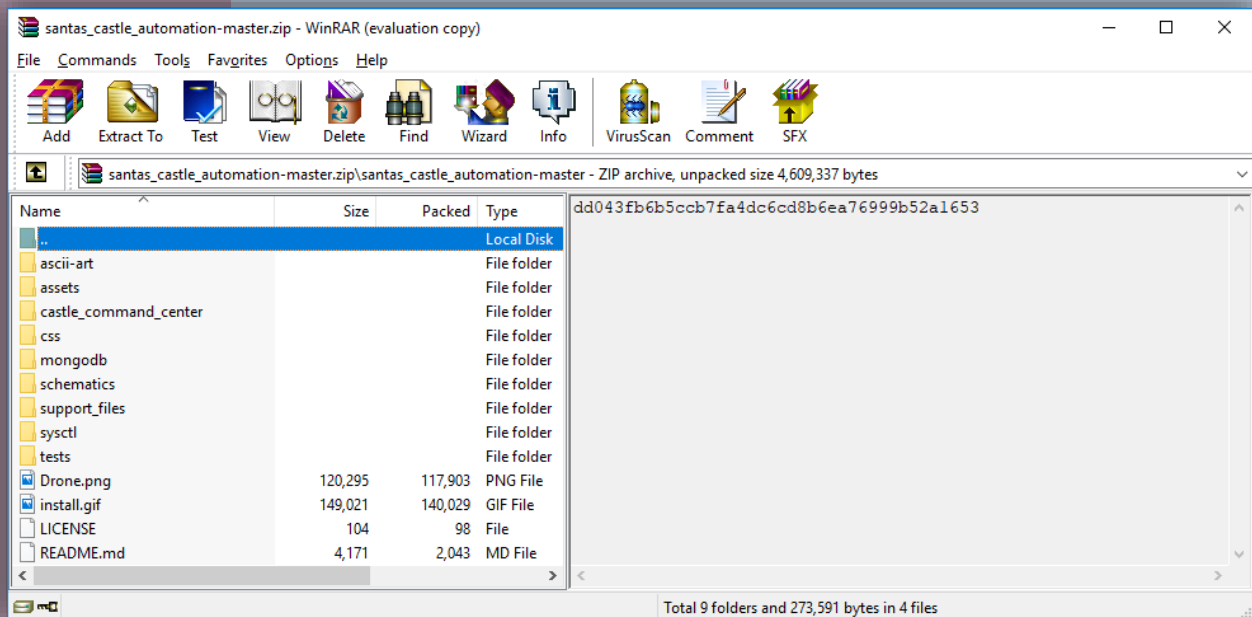 santas_castle_automation-master.zip - WinRAR (evaluation copy)
File Commands Tools Favorites Options Help
Add Extract To Test View Delete Find Wizard Info VirusScan Comment SFX
santas_castle_automation-master.zip\santas_castle_automation-master - ZIP archive, unpacked size 4,609,337 bytes
Name Size Packed Type
dd043fb6b5ccb7fa4dc6cd8b6ea76999b52a1653
.. Local Disk
ascii-art File folder
assets File folder
castle_command_center File folder
css File folder
mongodb File folder
schematics File folder
support_files File folder
sysctl File folder
tests File folder
Drone.png 120,295 117,903 PNG File
install.gif 149,021 140,029 GIF File
LICENSE 104 98 File
README.md 4,171 2,043 MD File
Total 9 folders and 273,591 bytes in 4 files